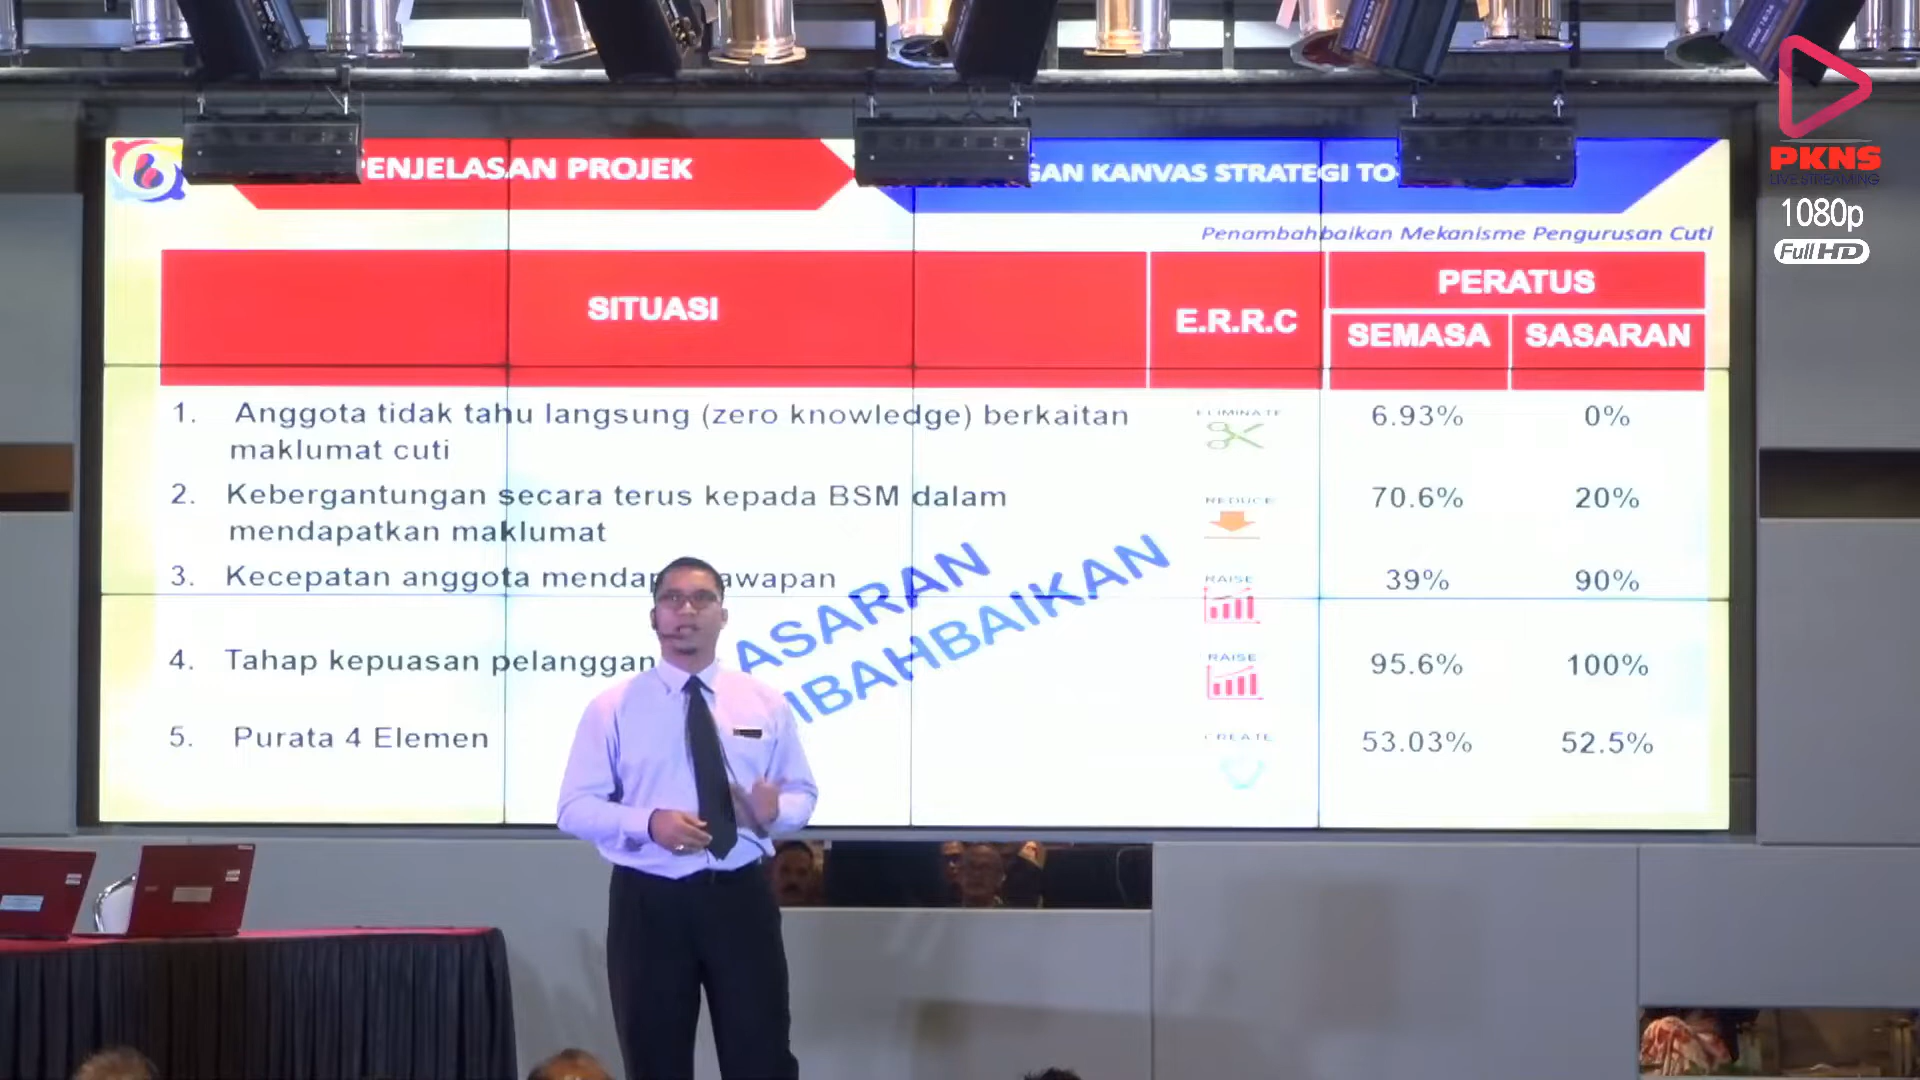 PENJELASAN PROJEK
GAN KANVAS STRATEGI TO
PKNS
LIVE STREAMING
1080p
Full HD
Penambahbaikan Mekanisme Pengurusan Cuti
SITUASI
E.R.R.C
PERATUS
SEMASA
SASARAN
1. Anggota tidak tahu langsung (zero knowledge) berkaitan
maklumat cuti
ELIMINATE
6.93%
0%
2. Kebergantungan secara terus kepada BSM dalam
mendapatkan maklumat
REDUCE
70.6%
20%
3. Kecepatan anggota mendap awapan
RAISE
39%
90%
ASARAN
MBAHBAIKAN
4. Tahap kepuasan pelanggan
RAISE
95.6%
100%
5. Purata 4 Elemen
CREATE
53.03%
52.5%